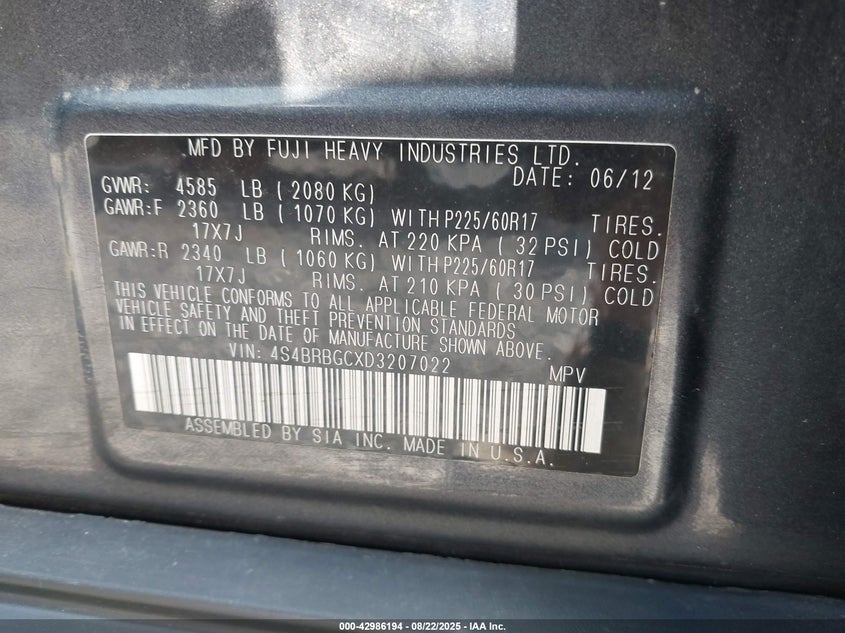 MFD BY FUJI HEAVY INDUSTRIES LTD.
DATE: 06/12
GVWR: 4585 LB ( 2080 KG)
GAWR:F 2360 LB ( 1070 KG) WITH P225/60R17 TIRES.
17X7J RIMS. AT 220 KPA ( 32 PSI) COLD
GAWR:R 2340 LB ( 1060 KG) WITH P225/60R17 TIRES.
17X7J RIMS. AT 210 KPA ( 30 PSI) COLD
THIS VEHICLE CONFORMS TO ALL APPLICABLE FEDERAL MOTOR
VEHICLE SAFETY AND THEFT PREVENTION STANDARDS
IN EFFECT ON THE DATE OF MANUFACTURE SHOWN ABOVE.
VIN: 4S4BRBGCXD3207022 MPV
ASSEMBLED BY SIA INC. MADE IN U.S.A.
000-42986194 - 08/22/2025 - IAA Inc.